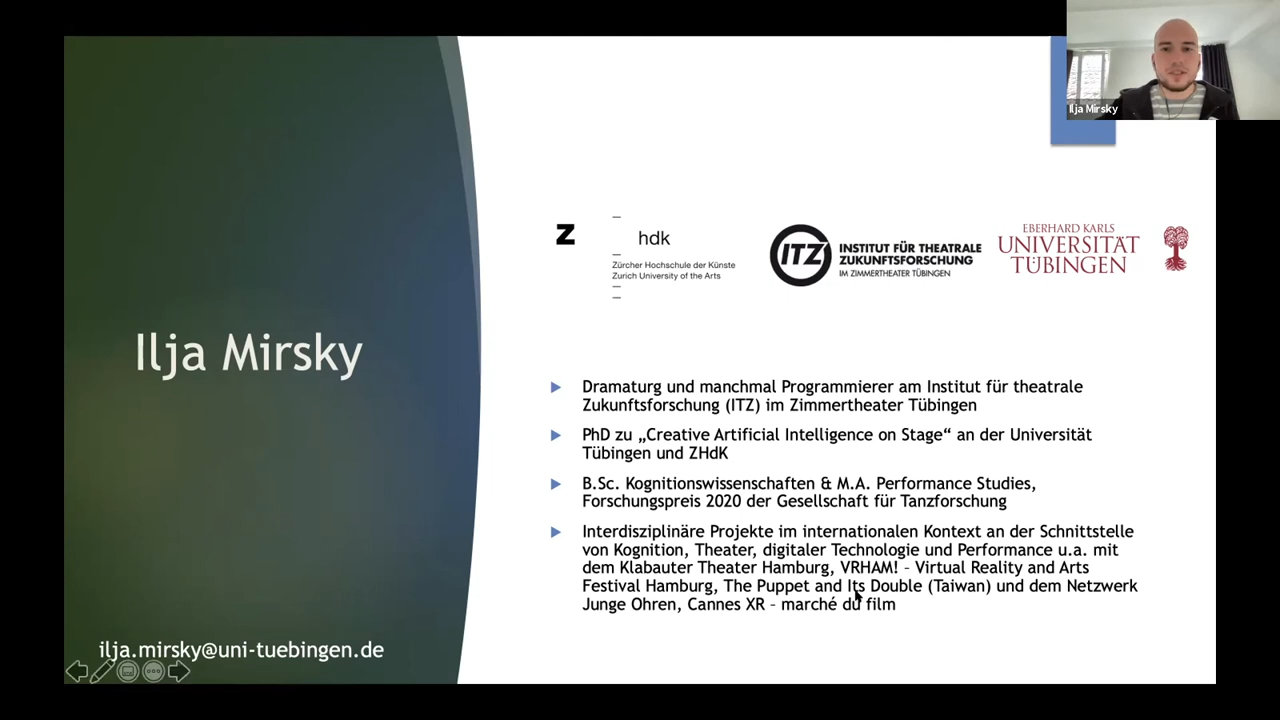 Ilja Mirsky
Z
hdk
Zürcher Hochschule der Künste
Zurich University of the Arts
ITZ
INSTITUT FÜR THEATRALE
ZUKUNFTSFORSCHUNG
IM ZIMMERTHEATER TÜBINGEN
EBERHARD KARLS
UNIVERSITÄT
TÜBINGEN
Ilja Mirsky
Dramaturg und manchmal Programmierer am Institut für theatrale
Zukunftsforschung (ITZ) im Zimmertheater Tübingen
PhD zu „Creative Artificial Intelligence on Stage“ an der Universität
Tübingen und ZHdK
B.Sc. Kognitionswissenschaften & M.A. Performance Studies,
Forschungspreis 2020 der Gesellschaft für Tanzforschung
Interdisziplinäre Projekte im internationalen Kontext an der Schnittstelle
von Kognition, Theater, digitaler Technologie und Performance u.a. mit
dem Klabauter Theater Hamburg, VRHAM! – Virtual Reality and Arts
Festival Hamburg, The Puppet and Its Double (Taiwan) und dem Netzwerk
Junge Ohren, Cannes XR – marché du film
ilja.mirsky@uni-tuebingen.de